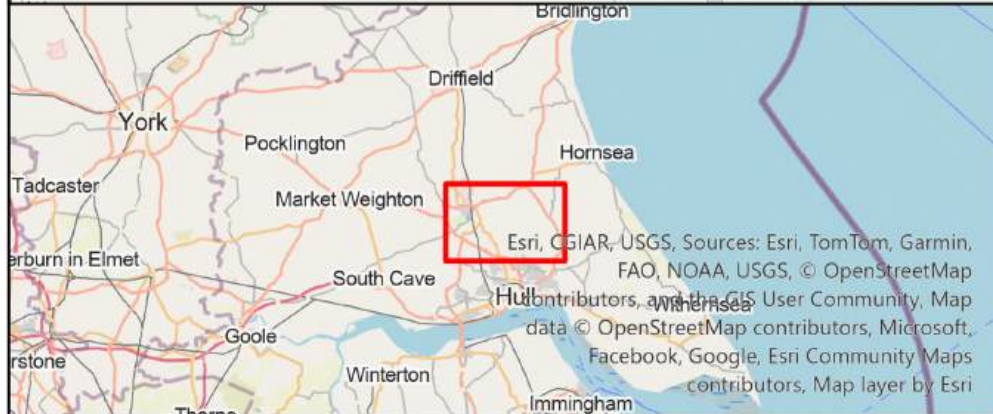 Bridlington
Driffield
York
Pocklington
Hornsea
Tadcaster
Market Weighton
Esri, CGIAR, USGS, Sources: Esri, TomTom, Garmin,
erburn in Elmet
FAO, NOAA, USGS, © OpenStreetMap
South Cave
Hull
contributors, and the GIS User Community, Map
Withernsea
data © OpenStreetMap contributors, Microsoft,
Goole
Facebook, Google, Esri Community Maps
rstone
Winterton
contributors, Map layer by Esri
Immingham
Thorne